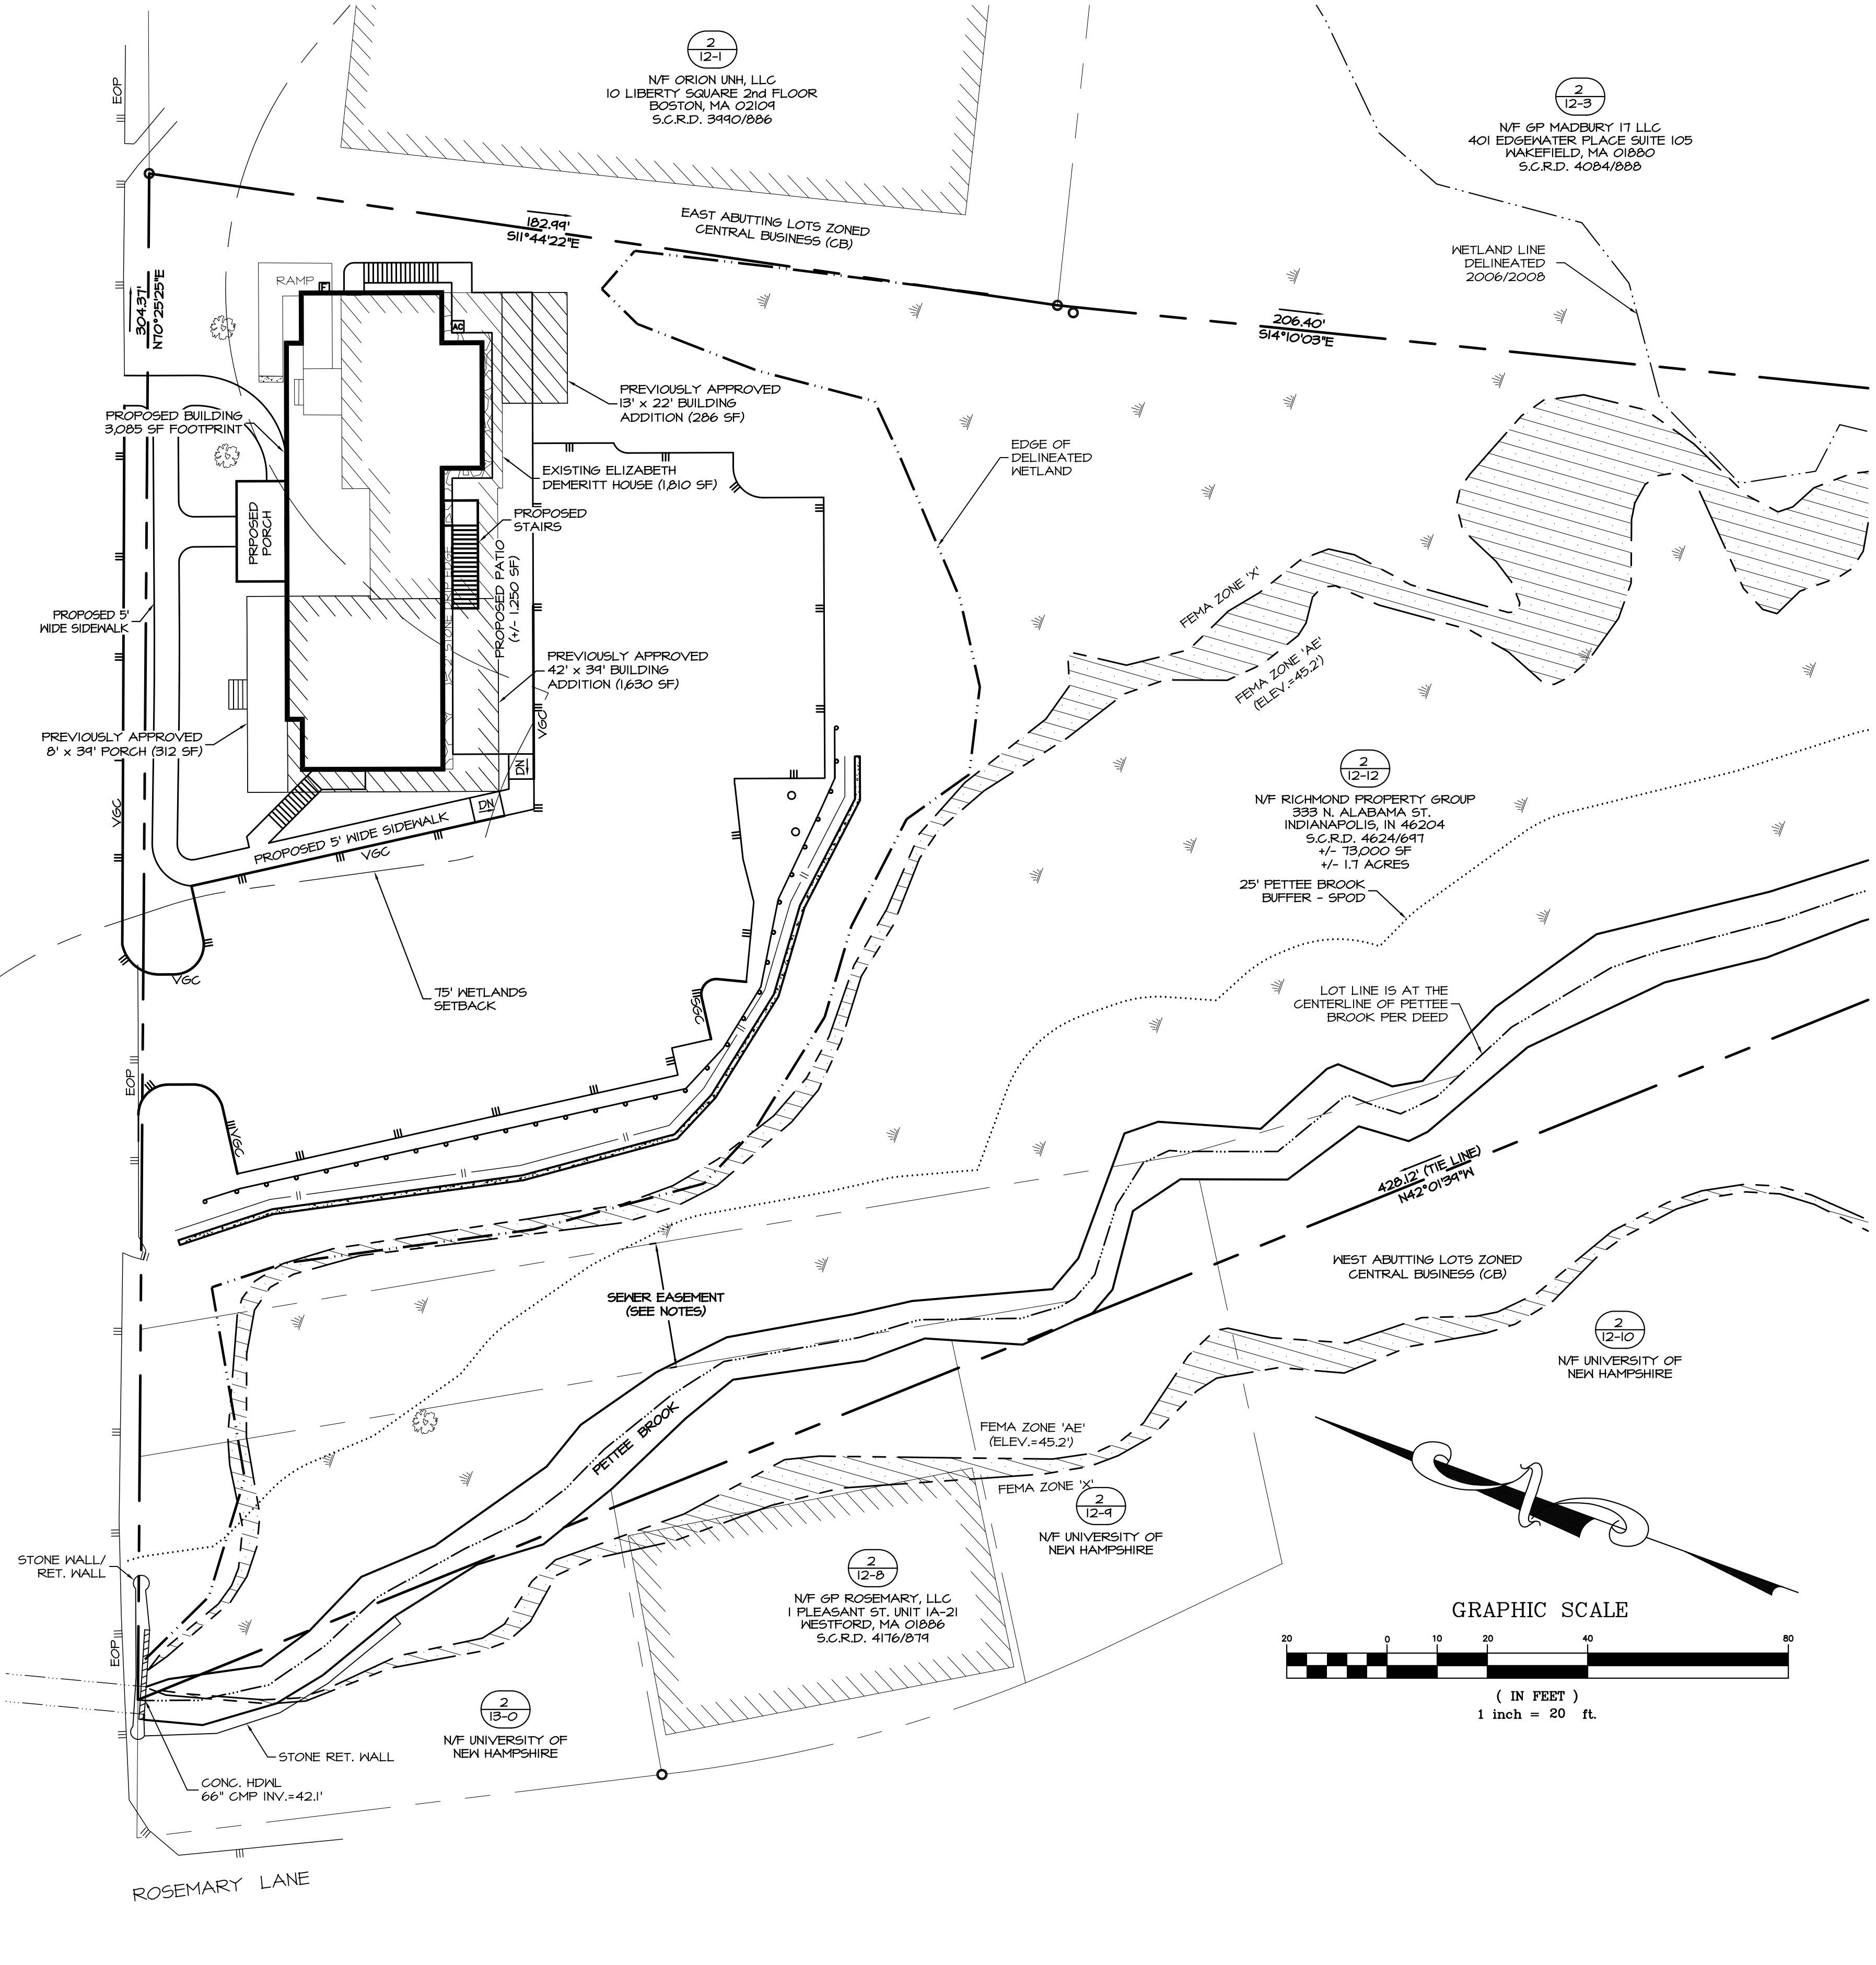 EOP
2
12-1
N/F ORION UNH, LLC
10 LIBERTY SQUARE 2nd FLOOR
BOSTON, MA 02109
S.C.R.D. 3990/886
2
12-3
N/F GP MADBURY 17 LLC
401 EDGEWATER PLACE SUITE 105
WAKEFIELD, MA 01880
S.C.R.D. 4084/888
182.99'
S11°44'22"E
EAST ABUTTING LOTS ZONED
CENTRAL BUSINESS (CB)
WETLAND LINE
DELINEATED
2006/2008
304.37'
N70°25'25"E
RAMP
E
AC
206.40'
S14°10'03"E
PREVIOUSLY APPROVED
13' x 22' BUILDING
ADDITION (286 SF)
PROPOSED BUILDING
3,085 SF FOOTPRINT
EDGE OF
DELINEATED
WETLAND
EXISTING ELIZABETH
DEMERITT HOUSE (1,810 SF)
PROPOSED
STAIRS
PRPOSED
PORCH
STONE DRIP EDGE
PROPOSED PATIO
(+/- 1,250 SF)
PROPOSED 5'
WIDE SIDEWALK
FEMA ZONE 'X'
FEMA ZONE 'AE'
(ELEV.=45.2')
PREVIOUSLY APPROVED
42' x 39' BUILDING
ADDITION (1,630 SF)
VGC
PREVIOUSLY APPROVED
8' x 39' PORCH (312 SF)
DN
DN
VGC
PROPOSED 5' WIDE SIDEWALK
VGC
2
12-12
N/F RICHMOND PROPERTY GROUP
333 N. ALABAMA ST.
INDIANAPOLIS, IN 46204
S.C.R.D. 4624/697
+/- 73,000 SF
+/- 1.7 ACRES
25' PETTEE BROOK
BUFFER - SPOD
VGC
75' WETLANDS
SETBACK
SGC
LOT LINE IS AT THE
CENTERLINE OF PETTEE
BROOK PER DEED
EOP
VGC
428.12' (TIE LINE)
N42°01'39"W
WEST ABUTTING LOTS ZONED
CENTRAL BUSINESS (CB)
SEWER EASEMENT
(SEE NOTES)
2
12-10
N/F UNIVERSITY OF
NEW HAMPSHIRE
PETTEE BROOK
FEMA ZONE 'AE'
(ELEV.=45.2')
FEMA ZONE 'X'
2
12-9
N/F UNIVERSITY OF
NEW HAMPSHIRE
STONE WALL/
RET. WALL
2
12-8
N/F GP ROSEMARY, LLC
1 PLEASANT ST. UNIT 1A-21
WESTFORD, MA 01886
S.C.R.D. 4176/879
EOP
GRAPHIC SCALE
20 0 10 20 40 80
( IN FEET )
1 inch = 20 ft.
2
13-0
N/F UNIVERSITY OF
NEW HAMPSHIRE
STONE RET. WALL
CONC. HDWL
66" CMP INV.=42.1'
ROSEMARY LANE